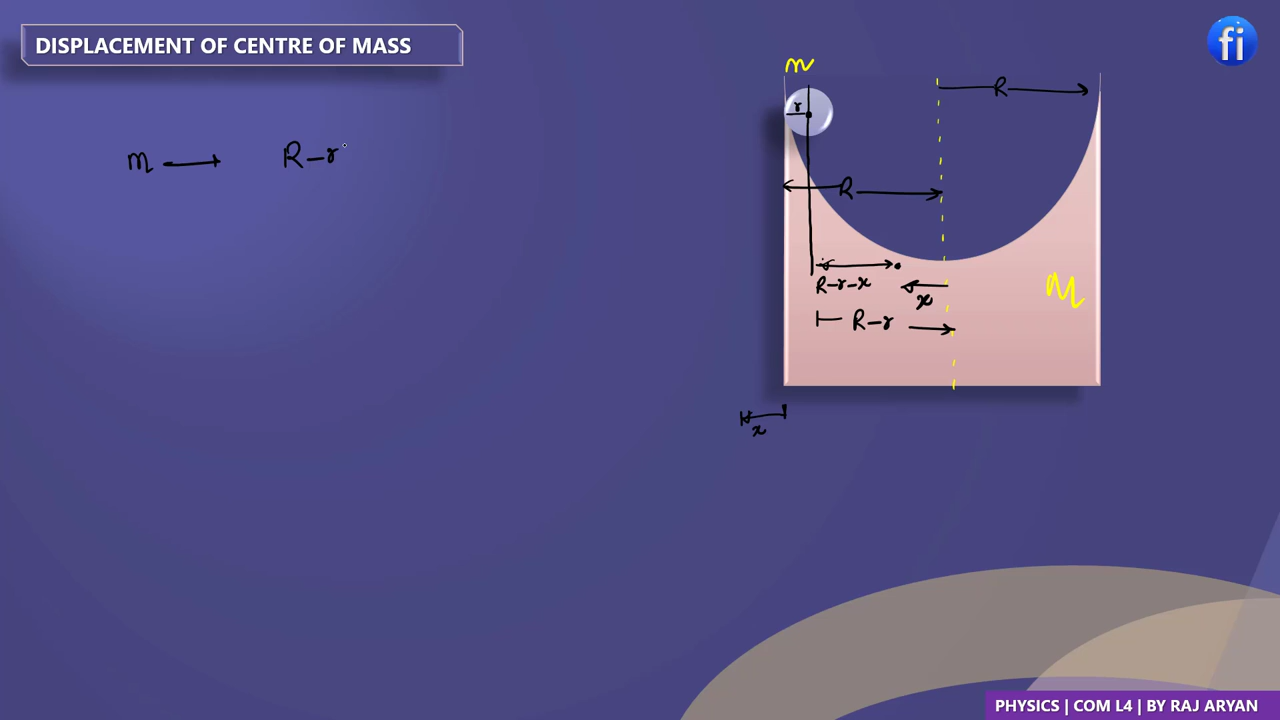 DISPLACEMENT OF CENTRE OF MASS
fi
m
R
r
m R-r
R
R-r-x
x
M
R-r
x
PHYSICS | COM L4 | BY RAJ ARYAN